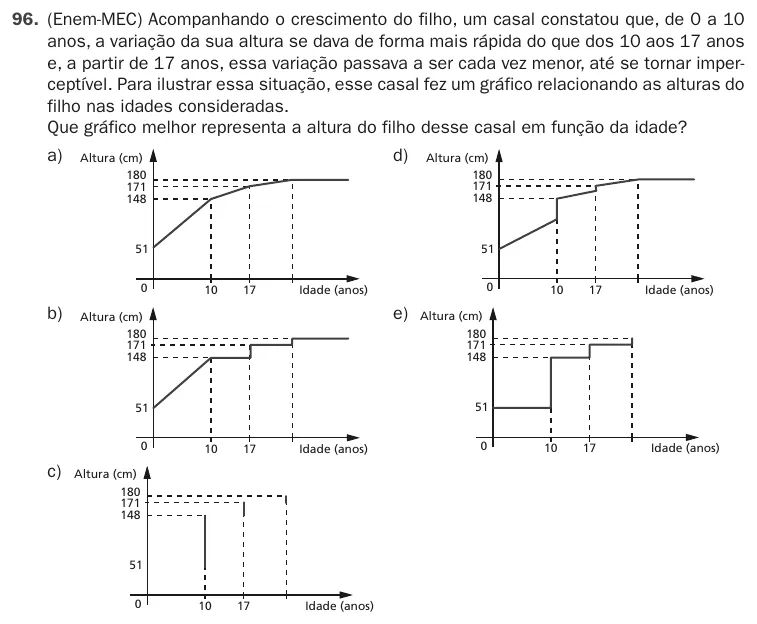 96. (Enem-MEC) Acompanhando o crescimento do filho, um casal constatou que, de 0 a 10
anos, a variação da sua altura se dava de forma mais rápida do que dos 10 aos 17 anos
e, a partir de 17 anos, essa variação passava a ser cada vez menor, até se tornar imper-
ceptível. Para ilustrar essa situação, esse casal fez um gráfico relacionando as alturas do
filho nas idades consideradas.
Que gráfico melhor representa a altura do filho desse casal em função da idade?
a) Altura (cm)
180
171
148
51
0 10 17 Idade (anos)
b) Altura (cm)
180
171
148
51
0 10 17 Idade (anos)
c) Altura (cm)
180
171
148
51
0 10 17 Idade (anos)
d) Altura (cm)
180
171
148
51
0 10 17 Idade (anos)
e) Altura (cm)
180
171
148
51
0 10 17 Idade (anos)